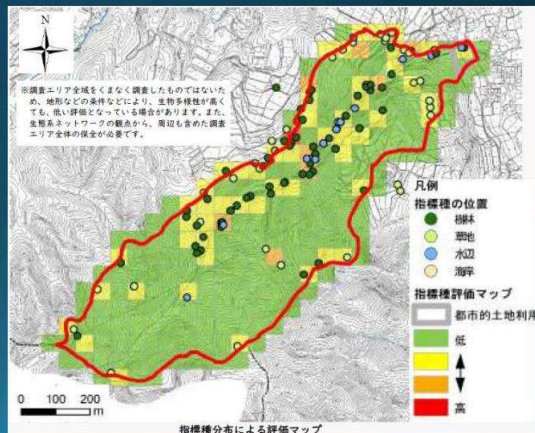 N
※調査エリア全域をくまなく調査したものではないた
め、地形などの条件などにより、生物多様性が高く
ても、低い評価となっている場合があります。また、
生態系ネットワークの観点から、周辺も含めた調査
エリア全体の保全が必要です。
凡例
指標種の位置
樹林
草地
水辺
海岸
指標種評価マップ
都市的土地利用
低
高
0 100 200
m
指標種分布による評価マップ